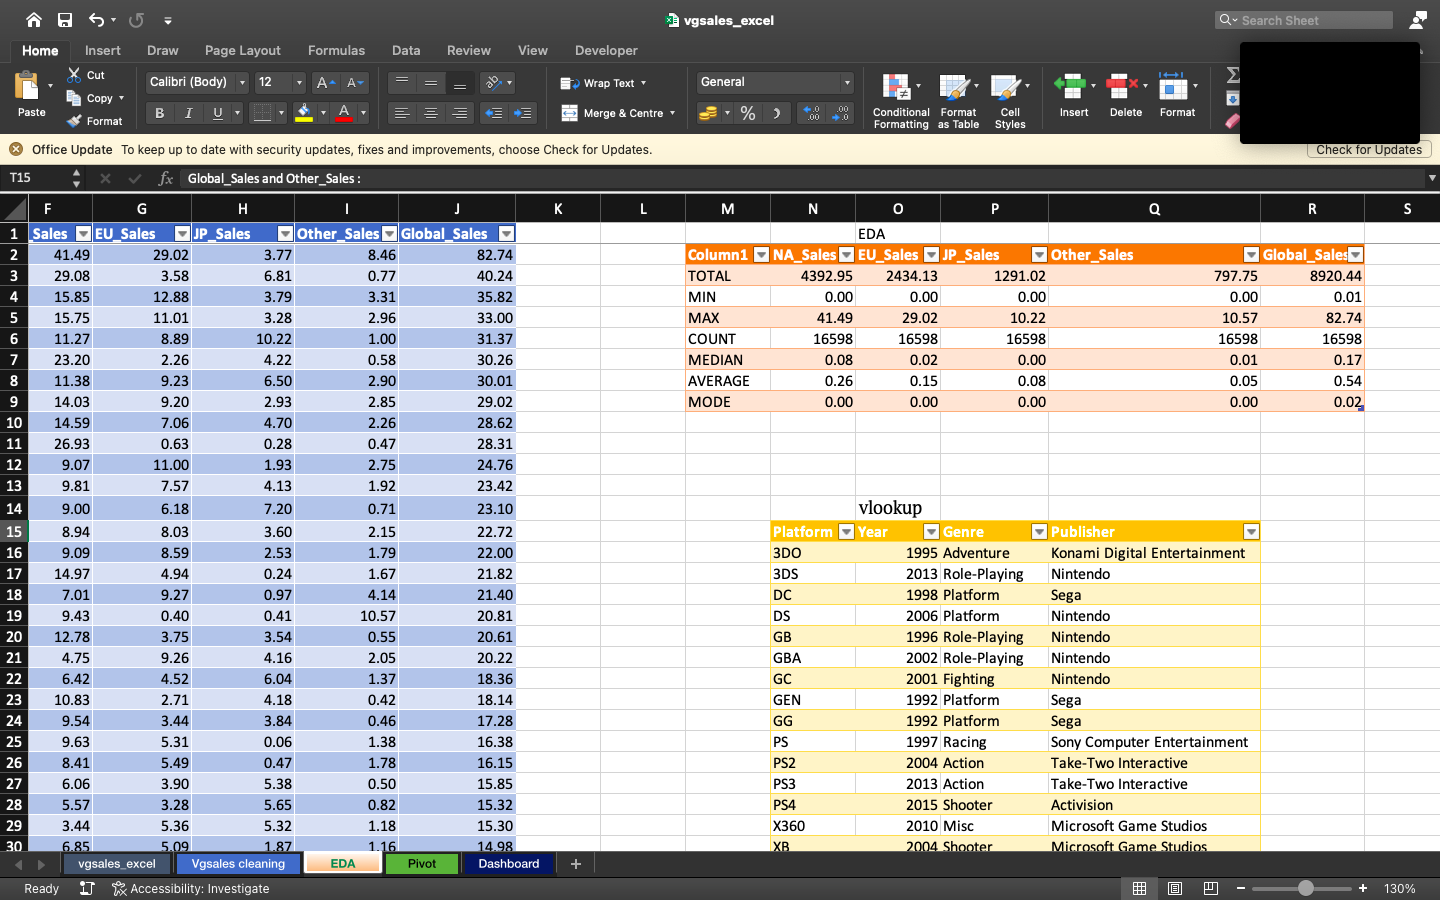 vgsales_excel
Search Sheet
Home Insert Draw Page Layout Formulas Data Review View Developer
Paste Cut Copy Format
Calibri (Body) 12 A A
B I U A
Wrap Text
Merge & Centre
General
%
Conditional Formatting
Format as Table
Cell Styles
Insert Delete Format
Office Update To keep up to date with security updates, fixes and improvements, choose Check for Updates. Check for Updates
T15 fx Global_Sales and Other_Sales :
F G H I J K L M N O P Q R S
1 _Sales EU_Sales JP_Sales Other_Sales Global_Sales EDA
2 41.49 29.02 3.77 8.46 82.74 Column1 NA_Sales EU_Sales JP_Sales Other_Sales Global_Sales
3 29.08 3.58 6.81 0.77 40.24 TOTAL 4392.95 2434.13 1291.02 797.75 8920.44
4 15.85 12.88 3.79 3.31 35.82 MIN 0.00 0.00 0.00 0.00 0.01
5 15.75 11.01 3.28 2.96 33.00 MAX 41.49 29.02 10.22 10.57 82.74
6 11.27 8.89 10.22 1.00 31.37 COUNT 16598 16598 16598 16598 16598
7 23.20 2.26 4.22 0.58 30.26 MEDIAN 0.08 0.02 0.00 0.01 0.17
8 11.38 9.23 6.50 2.90 30.01 AVERAGE 0.26 0.15 0.08 0.05 0.54
9 14.03 9.20 2.93 2.85 29.02 MODE 0.00 0.00 0.00 0.00 0.02
10 14.59 7.06 4.70 2.26 28.62
11 26.93 0.63 0.28 0.47 28.31
12 9.07 11.00 1.93 2.75 24.76
13 9.81 7.57 4.13 1.92 23.42
14 9.00 6.18 7.20 0.71 23.10 vlookup
15 8.94 8.03 3.60 2.15 22.72 Platform Year Genre Publisher
16 9.09 8.59 2.53 1.79 22.00 3DO 1995 Adventure Konami Digital Entertainment
17 14.97 4.94 0.24 1.67 21.82 3DS 2013 Role-Playing Nintendo
18 7.01 9.27 0.97 4.14 21.40 DC 1998 Platform Sega
19 9.43 0.40 0.41 10.57 20.81 DS 2006 Platform Nintendo
20 12.78 3.75 3.54 0.55 20.61 GB 1996 Role-Playing Nintendo
21 4.75 9.26 4.16 2.05 20.22 GBA 2002 Role-Playing Nintendo
22 6.42 4.52 6.04 1.37 18.36 GC 2001 Fighting Nintendo
23 10.83 2.71 4.18 0.42 18.14 GEN 1992 Platform Sega
24 9.54 3.44 3.84 0.46 17.28 GG 1992 Platform Sega
25 9.63 5.31 0.06 1.38 16.38 PS 1997 Racing Sony Computer Entertainment
26 8.41 5.49 0.47 1.78 16.15 PS2 2004 Action Take-Two Interactive
27 6.06 3.90 5.38 0.50 15.85 PS3 2013 Action Take-Two Interactive
28 5.57 3.28 5.65 0.82 15.32 PS4 2015 Shooter Activision
29 3.44 5.36 5.32 1.18 15.30 X360 2010 Misc Microsoft Game Studios
30 6.85 5.09 1.87 1.16 14.98 XB 2004 Shooter Microsoft Game Studios
vgsales_excel Vgsales cleaning EDA Pivot Dashboard +
Ready Accessibility: Investigate 130%